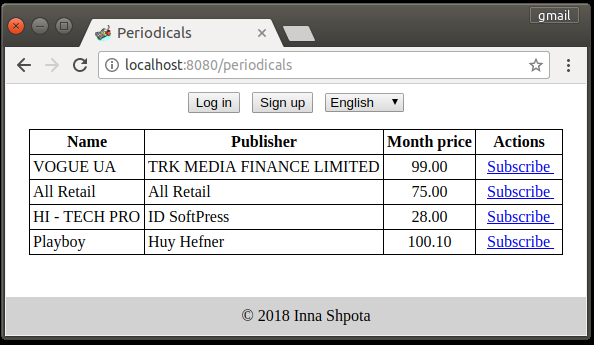 gmail
Periodicals
localhost:8080/periodicals
Log in Sign up English
Name Publisher Month price Actions
VOGUE UA TRK MEDIA FINANCE LIMITED 99.00 Subscribe
All Retail All Retail 75.00 Subscribe
HI - TECH PRO ID SoftPress 28.00 Subscribe
Playboy Huy Hefner 100.10 Subscribe
© 2018 Inna Shpota